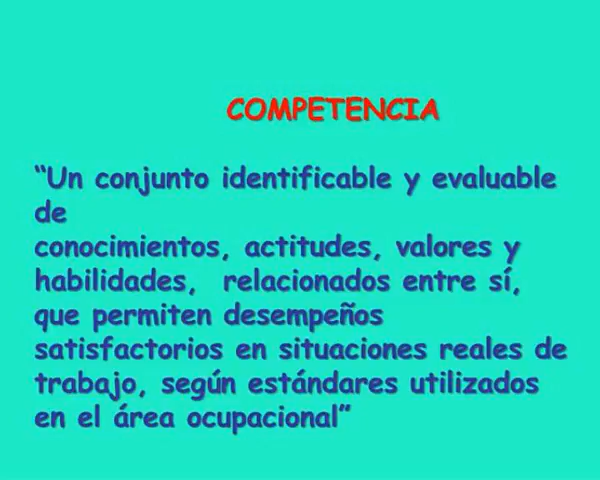 COMPETENCIA
“Un conjunto identificable y evaluable
de
conocimientos, actitudes, valores y
habilidades, relacionados entre sí,
que permiten desempeños
satisfactorios en situaciones reales de
trabajo, según estándares utilizados
en el área ocupacional”